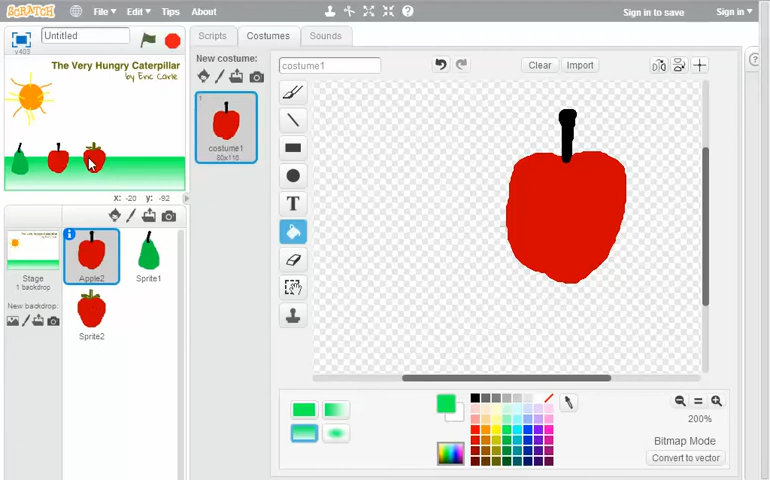 SCRATCH File▾ Edit▾ Tips About Sign in to save Sign in▾
v403 Untitled
The Very Hungry Caterpillar
by Eric Carle
x: -20 y: -92
Stage
1 backdrop
New backdrop:
Apple2
Sprite1
Sprite2
Scripts Costumes Sounds
New costume:
1
costume1
80x116
costume1
Clear Import
T
200%
Bitmap Mode
Convert to vector